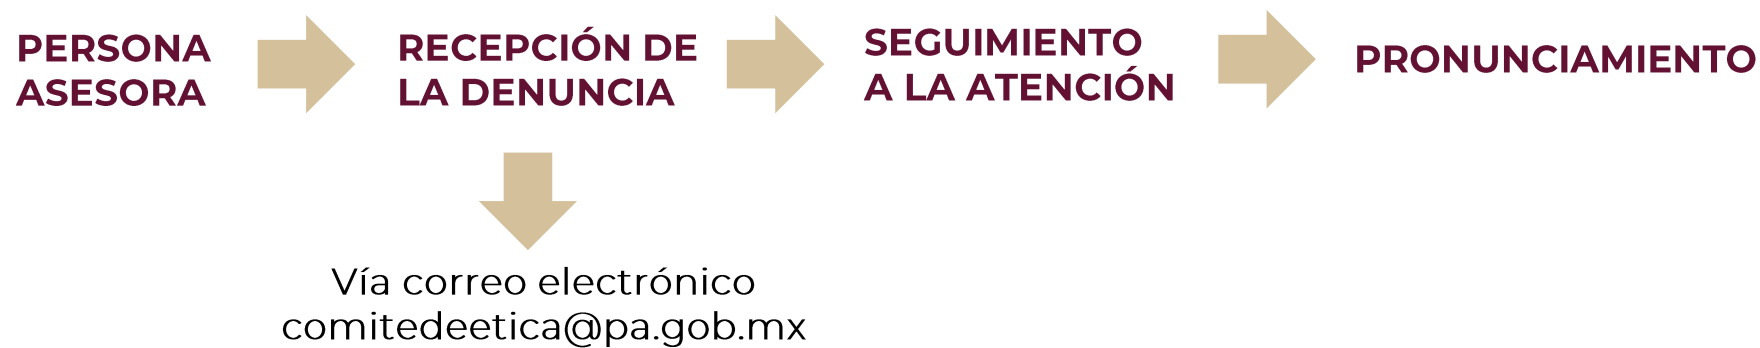 PERSONA
ASESORA
RECEPCIÓN DE
LA DENUNCIA
SEGUIMIENTO
A LA ATENCIÓN
PRONUNCIAMIENTO
Vía correo electrónico
comitedeetica@pa.gob.mx